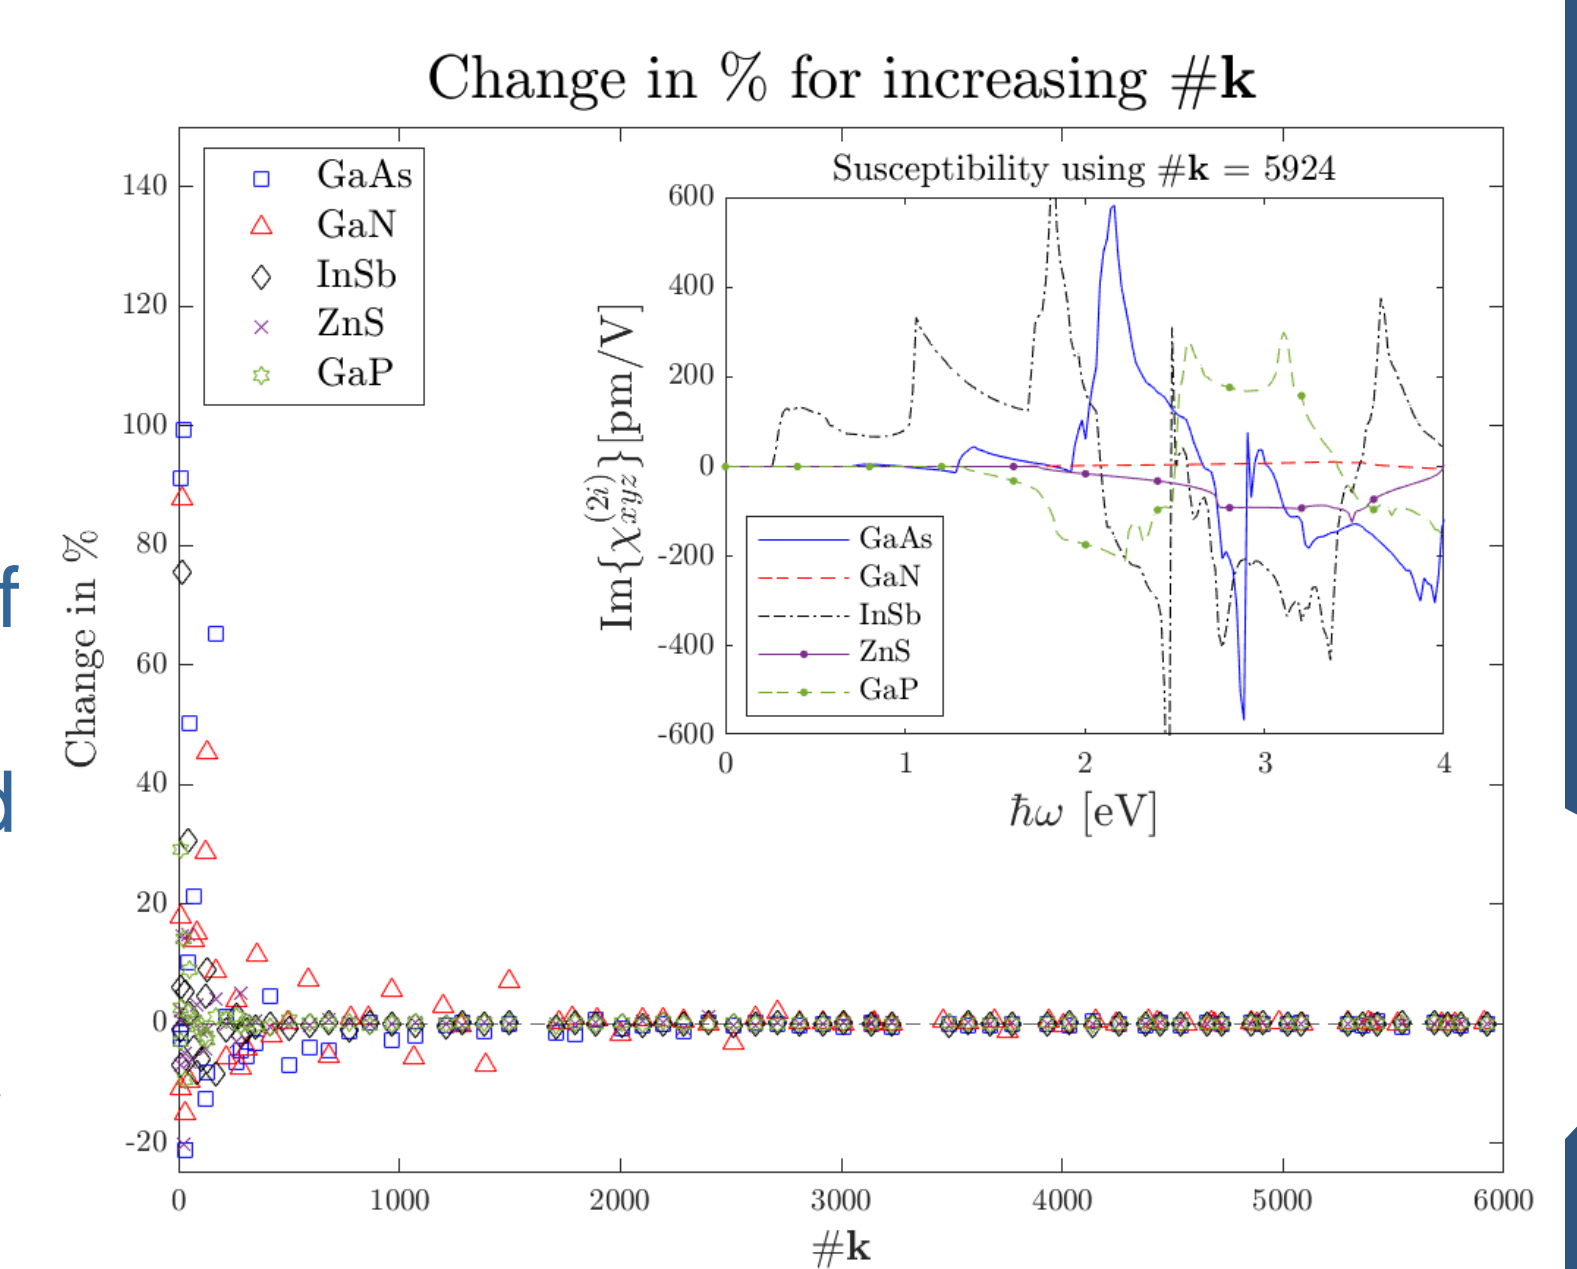 Change in % for increasing #k
140
120
100
80
60
40
20
0
-20
Change in %
GaAs
GaN
InSb
ZnS
GaP
Susceptibility using #k = 5924
600
400
200
0
-200
-400
-600
Im{χ(2i)xyz} [pm/V]
GaAs
GaN
InSb
ZnS
GaP
0 1 2 3 4
ħω [eV]
0 1000 2000 3000 4000 5000 6000
#k
f
d